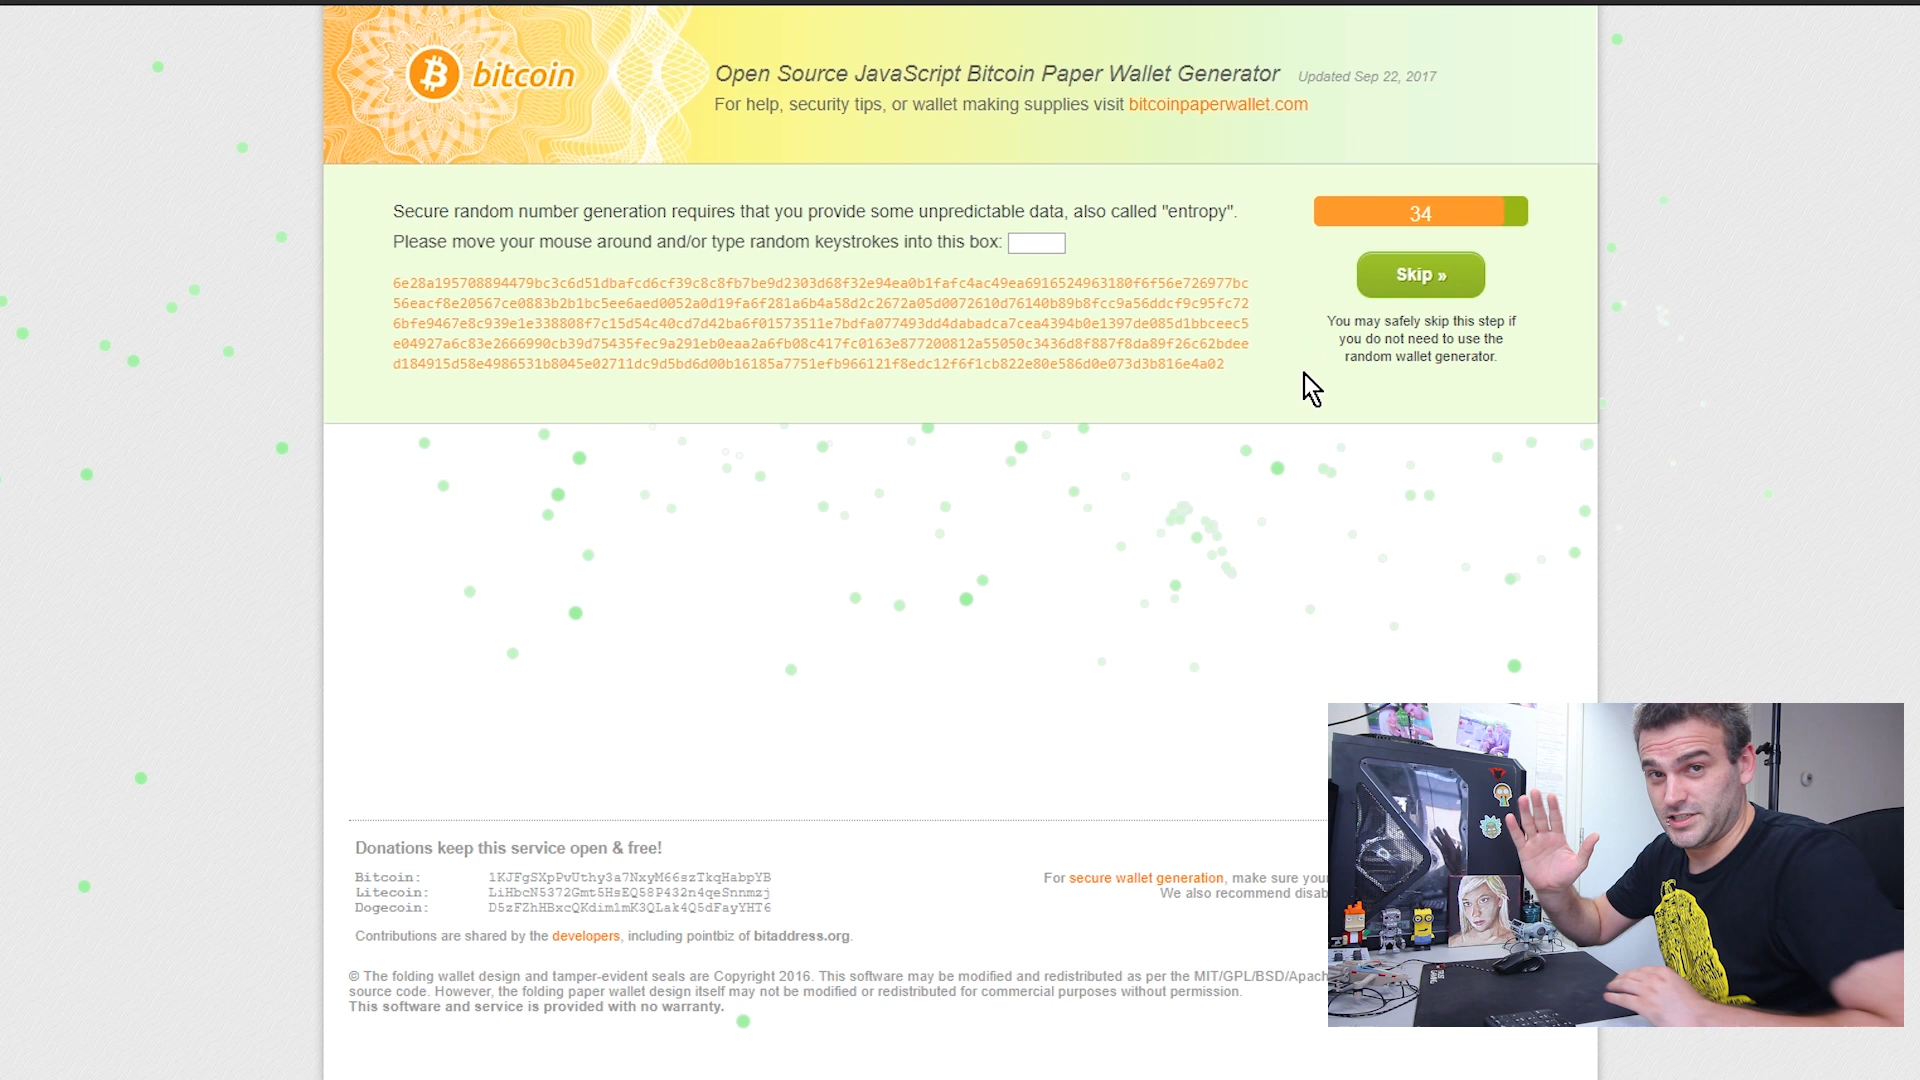 bitcoin
Open Source JavaScript Bitcoin Paper Wallet Generator Updated Sep 22, 2017
For help, security tips, or wallet making supplies visit bitcoinpaperwallet.com
Secure random number generation requires that you provide some unpredictable data, also called "entropy".
Please move your mouse around and/or type random keystrokes into this box:
34
Skip »
You may safely skip this step if
you do not need to use the
random wallet generator.
6e28a195708894479bc3c6d51dbafcd6cf39c8c8fb7be9d2303d68f32e94ea0b1fafc4ac49ea6916524963180f6f56e726977bc
56eacf8e20567ce0883b2b1bc5ee6aed0052a0d19fa6f281a6b4a58d2c2672a05d0072610d76140b89b8fcc9a56ddcf9c95fc72
6bfe9467e8c939e1e338808f7c15d54c40cd7d42ba6f01573511e7bdfa077493dd4dabadca7cea4394b0e1397de085d1bbceec5
e04927a6c83e2666990cb39d75435fec9a291eb0eaa2a6fb08c417fc0163e877200812a55050c3436d8f887f8da89f26c62bdee
d184915d58e4986531b8045e02711dc9d5bd6d00b16185a7751efb966121f8edc12f6f1cb822e80e586d0e073d3b816e4a02
Donations keep this service open & free!
Bitcoin: 1KJFgSXpPvUthy3a7NxyM66szTkqHabpYB
Litecoin: LiHbcN5372Gmt5HsEQ58P432n4qeSnnmzj
Dogecoin: D5zFZhHBxcQKdim1mK3QLak4Q5dFayYHT6
For secure wallet generation, make sure your
We also recommend disab
Contributions are shared by the developers, including pointbiz of bitaddress.org.
© The folding wallet design and tamper-evident seals are Copyright 2016. This software may be modified and redistributed as per the MIT/GPL/BSD/Apach
source code. However, the folding paper wallet design itself may not be modified or redistributed for commercial purposes without permission.
This software and service is provided with no warranty.